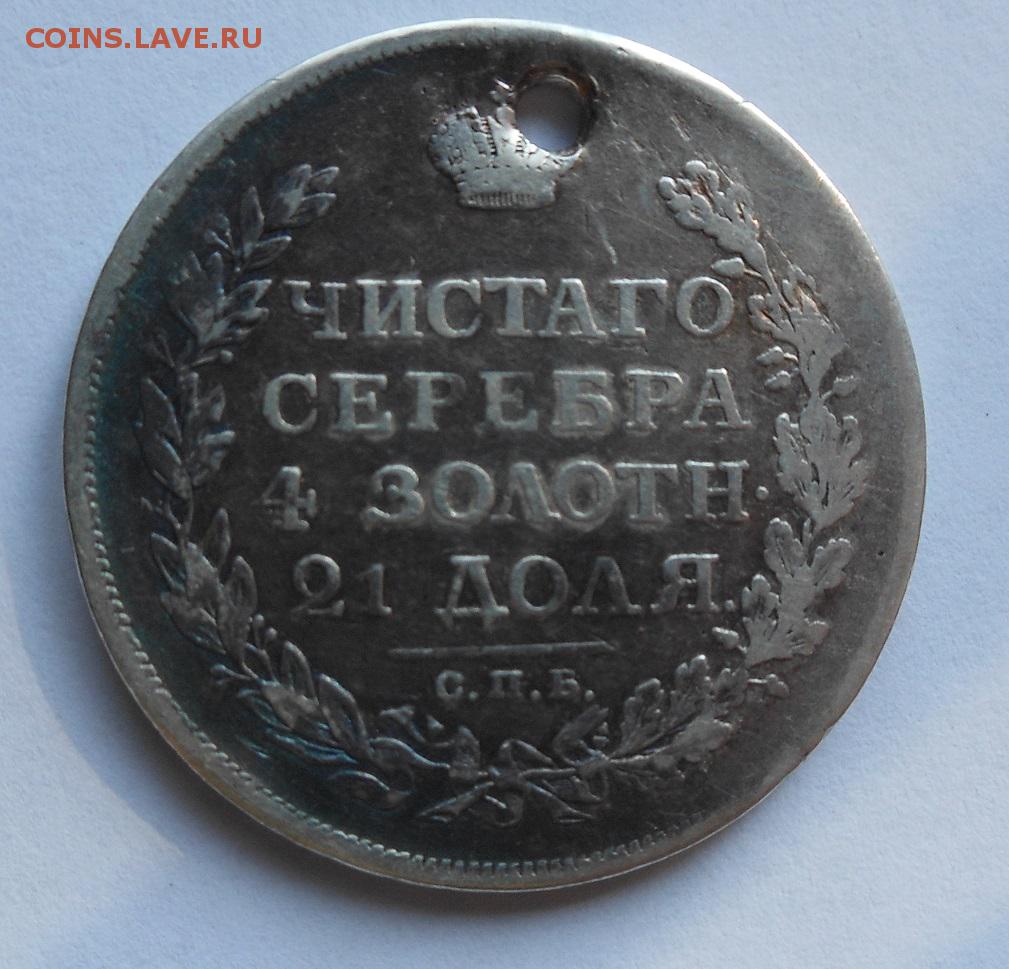 COINS.LAVE.RU
ЧИСТАГО
СЕРЕБРА
4 ЗОЛОТН.
21 ДОЛЯ.
С.П.Б.